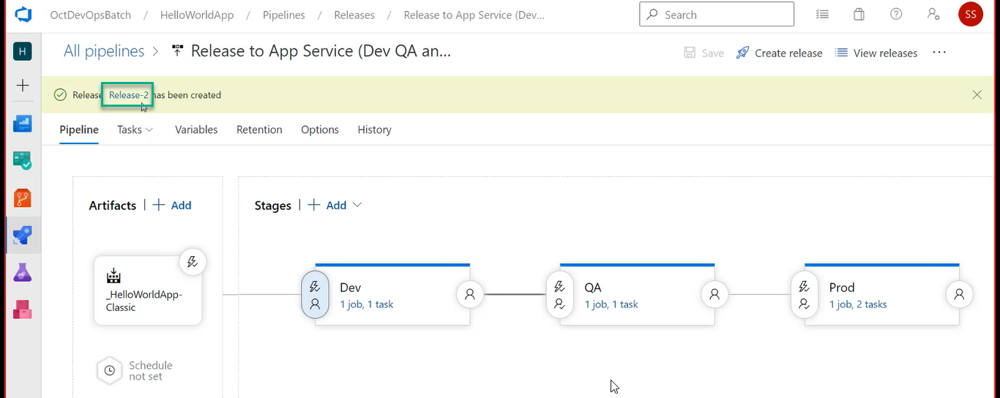 OctDevOpsBatch / HelloWorldApp / Pipelines / Releases / Release to App Service (Dev... Search SS
H All pipelines > Release to App Service (Dev QA an... Save Create release View releases ...
Release Release-2 has been created
Pipeline Tasks Variables Retention Options History
Artifacts | + Add
Stages | + Add
_HelloWorldApp-
Classic
Dev
1 job, 1 task
QA
1 job, 1 task
Prod
1 job, 2 tasks
Schedule
not set